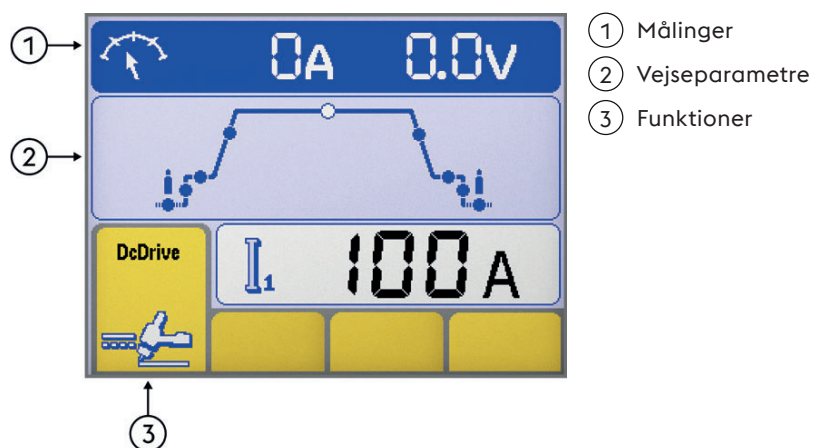 1
0A 0.0V
2
DcDrive
I1 100A
3
1 Målinger
2 Vejseparametre
3 Funktioner